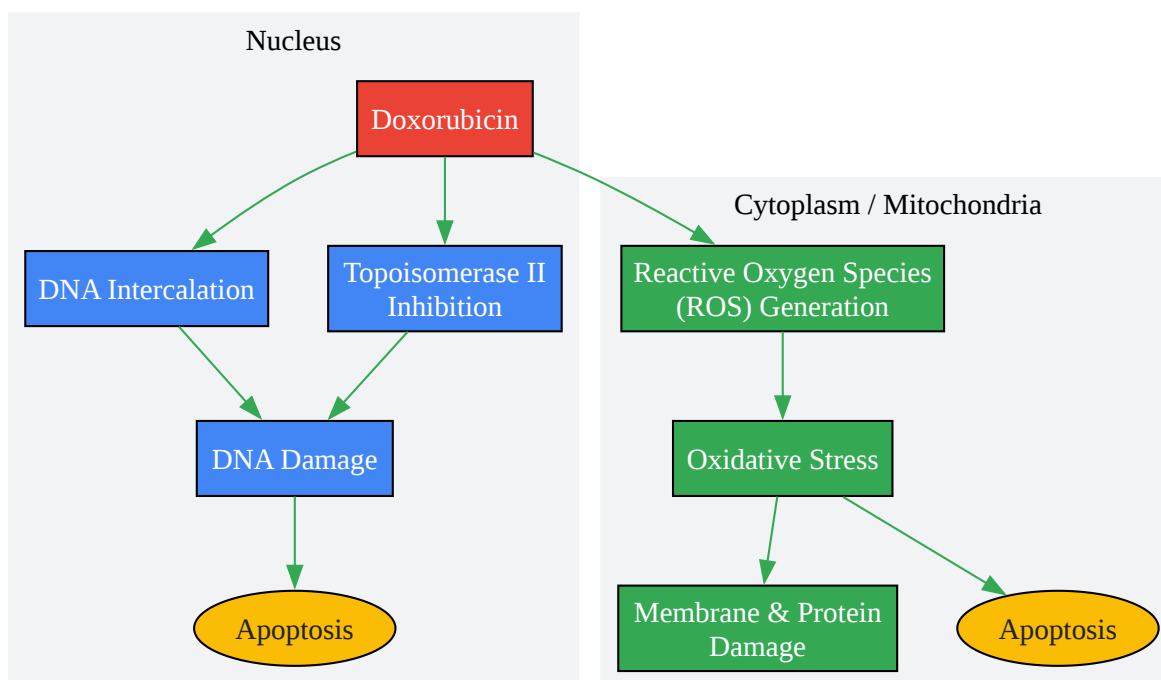 Nucleus
Doxorubicin
Cytoplasm / Mitochondria
DNA Intercalation
Topoisomerase II
Inhibition
Reactive Oxygen Species
(ROS) Generation
DNA Damage
Oxidative Stress
Apoptosis
Membrane & Protein
Damage
Apoptosis